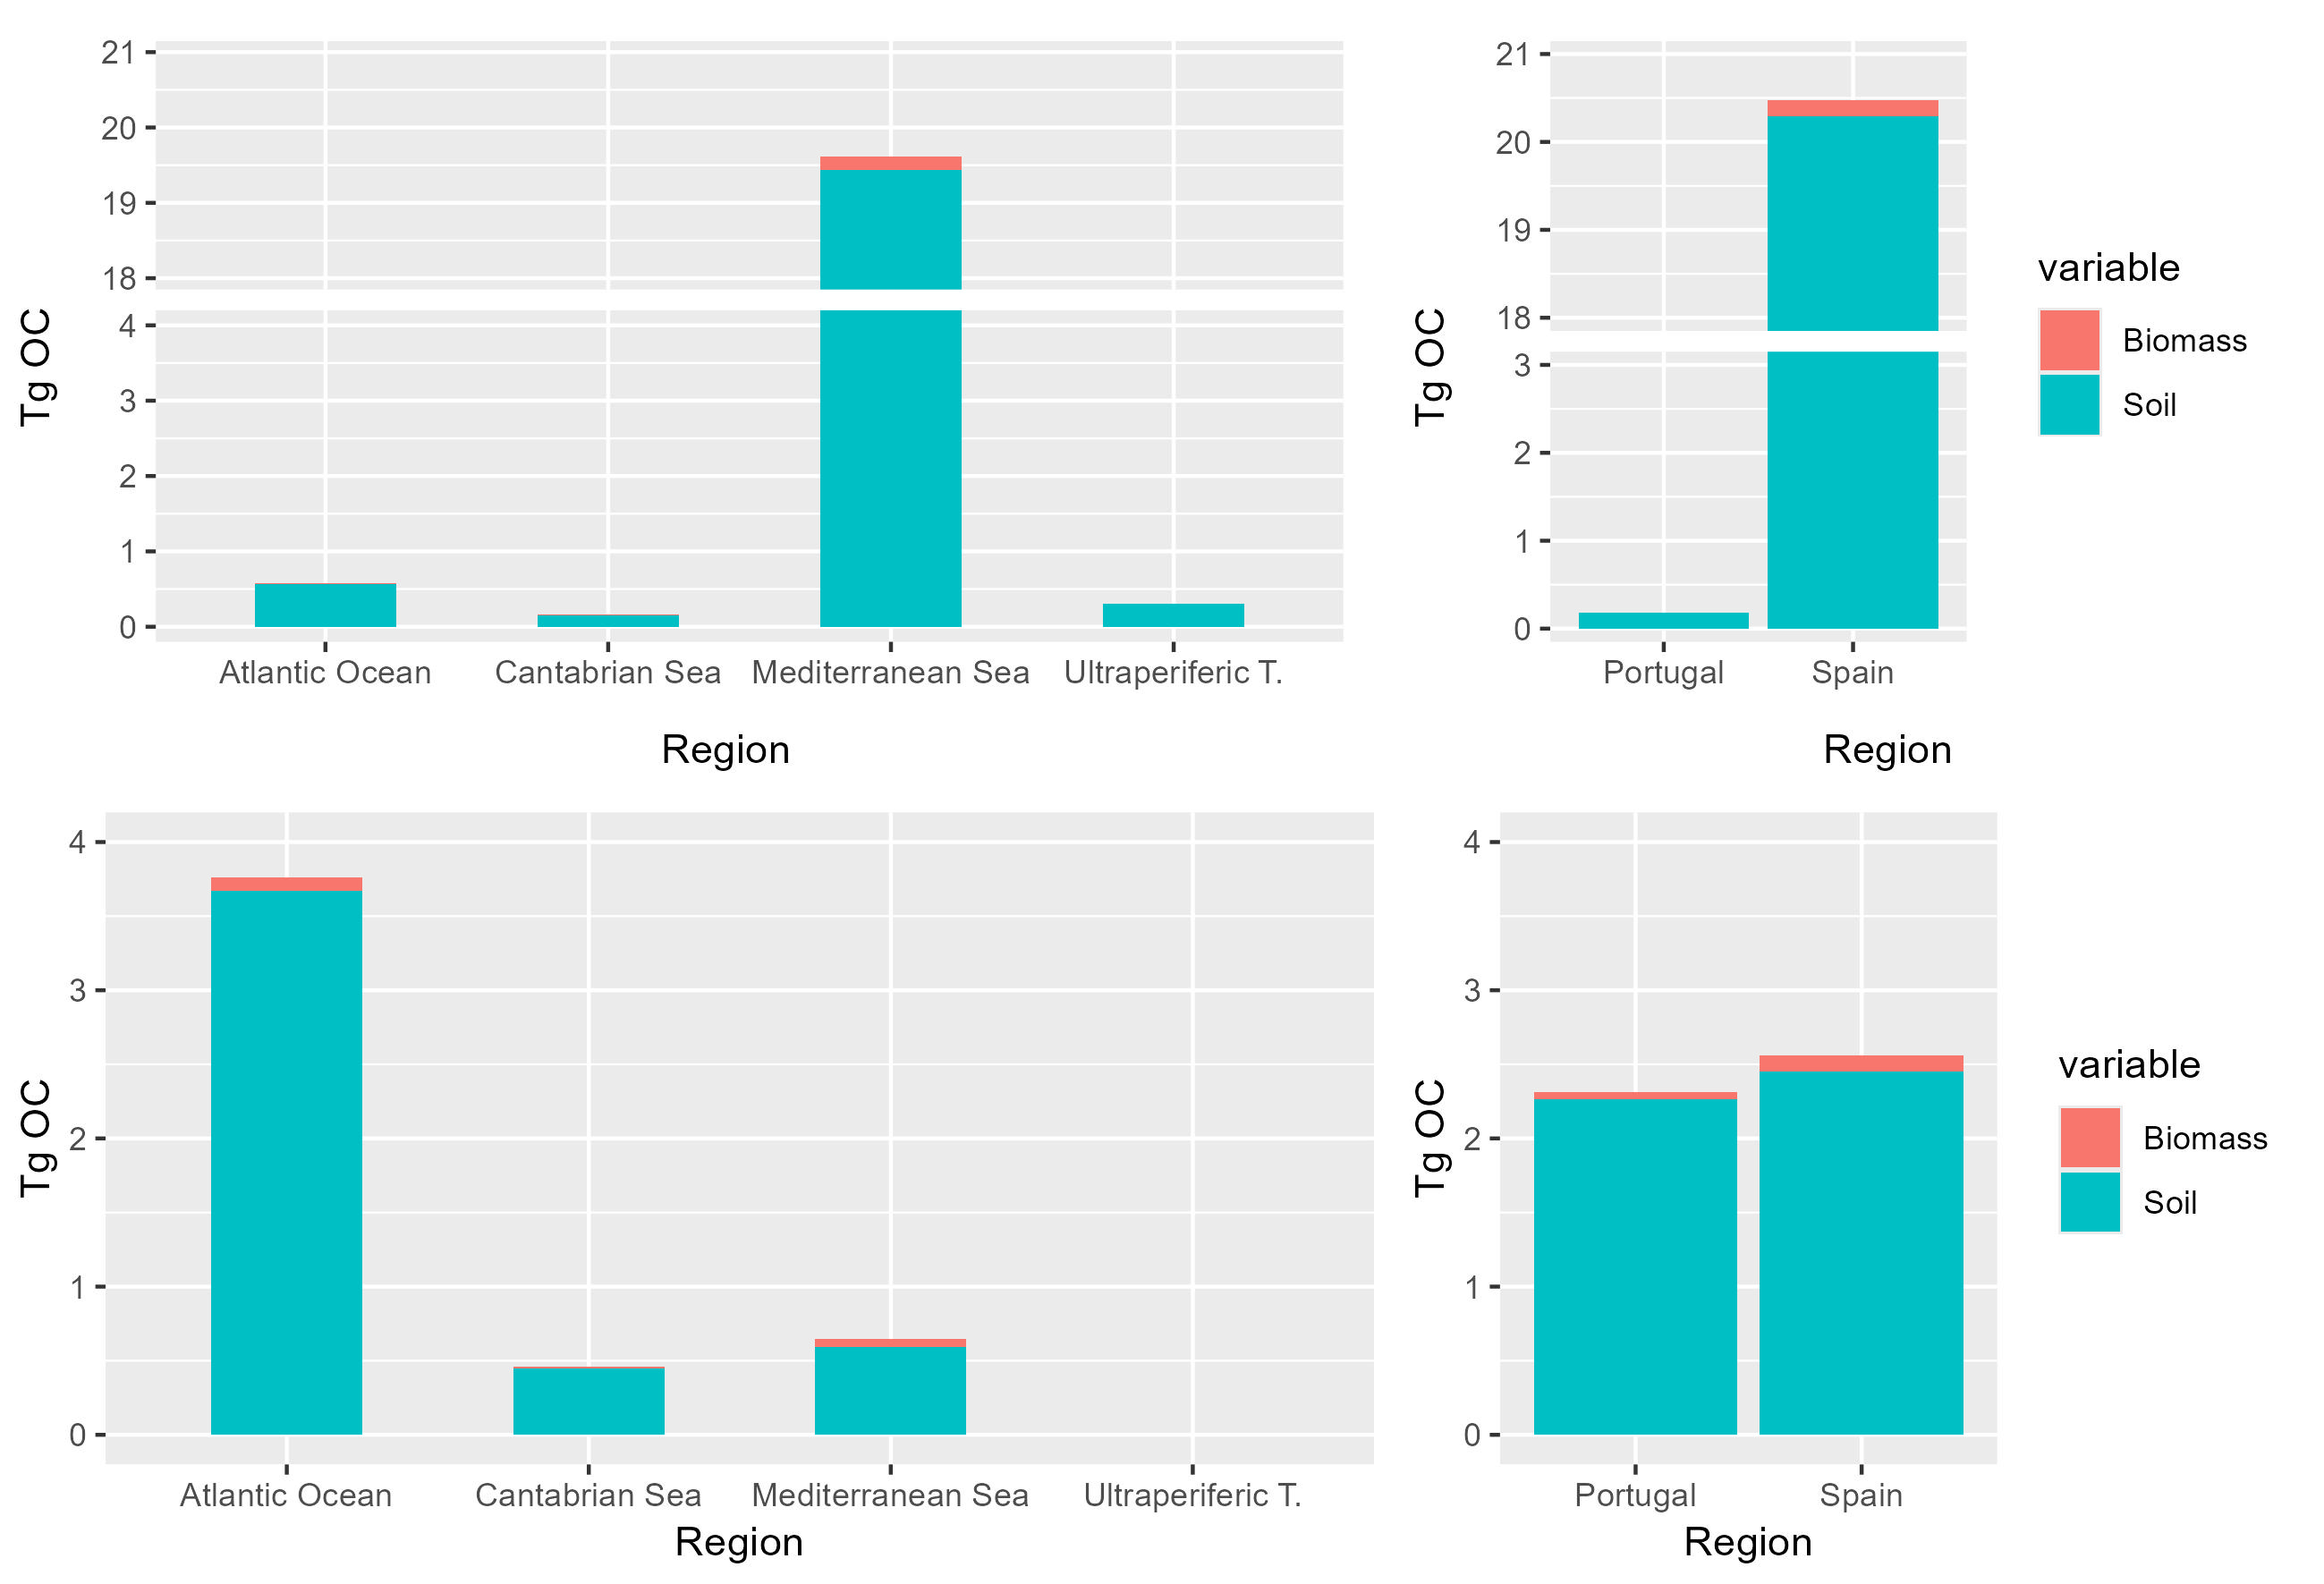 21
20
19
18
4
3
2
1
0
Tg OC
Atlantic Ocean Cantabrian Sea Mediterranean Sea Ultraperiferic T.
Region
21
20
19
18
3
2
1
0
Tg OC
Portugal Spain
Region
variable
Biomass
Soil
4
3
2
1
0
Tg OC
Atlantic Ocean Cantabrian Sea Mediterranean Sea Ultraperiferic T.
Region
4
3
2
1
0
Tg OC
Portugal Spain
Region
variable
Biomass
Soil